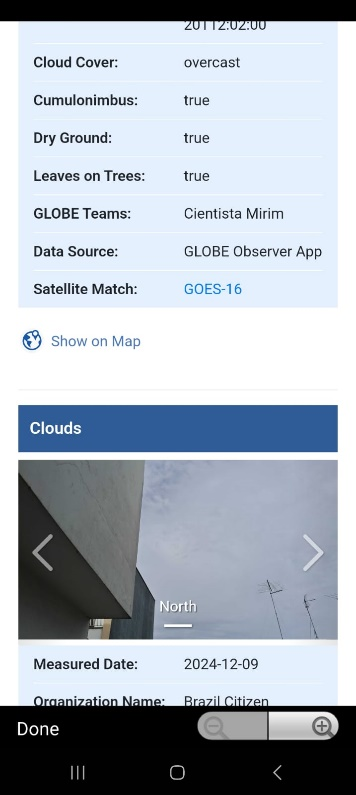 20112:02:00
Cloud Cover: overcast
Cumulonimbus: true
Dry Ground: true
Leaves on Trees: true
GLOBE Teams: Cientista Mirim
Data Source: GLOBE Observer App
Satellite Match: GOES-16
Show on Map
Clouds
North
Measured Date: 2024-12-09
Organization Name: Brazil Citizen
Done